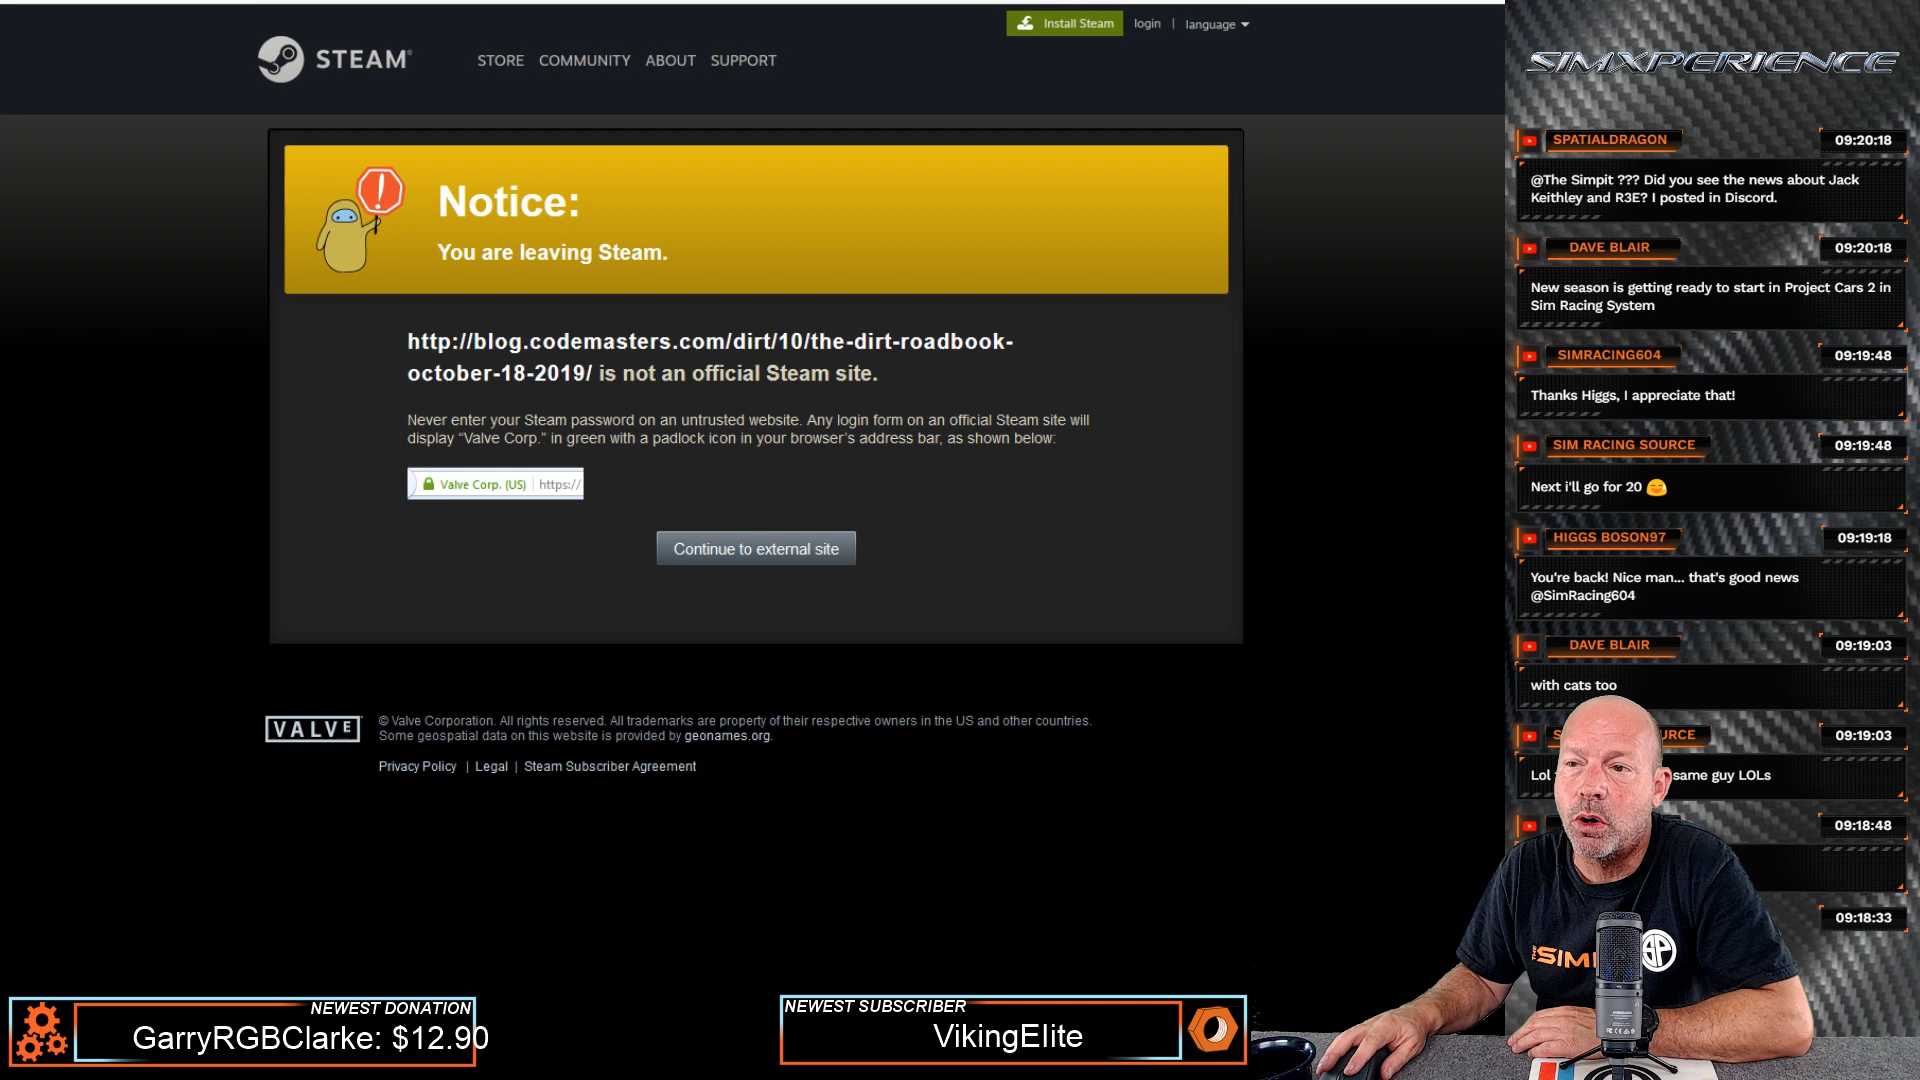 Install Steam
login
|
language
STEAM®
STORE
COMMUNITY
ABOUT
SUPPORT
Notice:
You are leaving Steam.
http://blog.codemasters.com/dirt/10/the-dirt-roadbook-
october-18-2019/ is not an official Steam site.
Never enter your Steam password on an untrusted website. Any login form on an official Steam site will
display “Valve Corp.” in green with a padlock icon in your browser’s address bar, as shown below:
Valve Corp. (US)
https://
Continue to external site
VALVE
© Valve Corporation. All rights reserved. All trademarks are property of their respective owners in the US and other countries.
Some geospatial data on this website is provided by geonames.org.
Privacy Policy | Legal | Steam Subscriber Agreement
NEWEST DONATION
GarryRGBClarke: $12.90
NEWEST SUBSCRIBER
VikingElite
SIMXPERIENCE
SPATIALDRAGON
09:20:18
@The Simpit ??? Did you see the news about Jack
Keithley and R3E? I posted in Discord.
DAVE BLAIR
09:20:18
New season is getting ready to start in Project Cars 2 in
Sim Racing System
SIMRACING604
09:19:48
Thanks Higgs, I appreciate that!
SIM RACING SOURCE
09:19:48
Next i'll go for 20
HIGGS BOSON97
09:19:18
You're back! Nice man... that's good news
@SimRacing604
DAVE BLAIR
09:19:03
with cats too
09:19:03
Lol
same guy LOLs
09:18:48
09:18:33
THE
SIM
SP